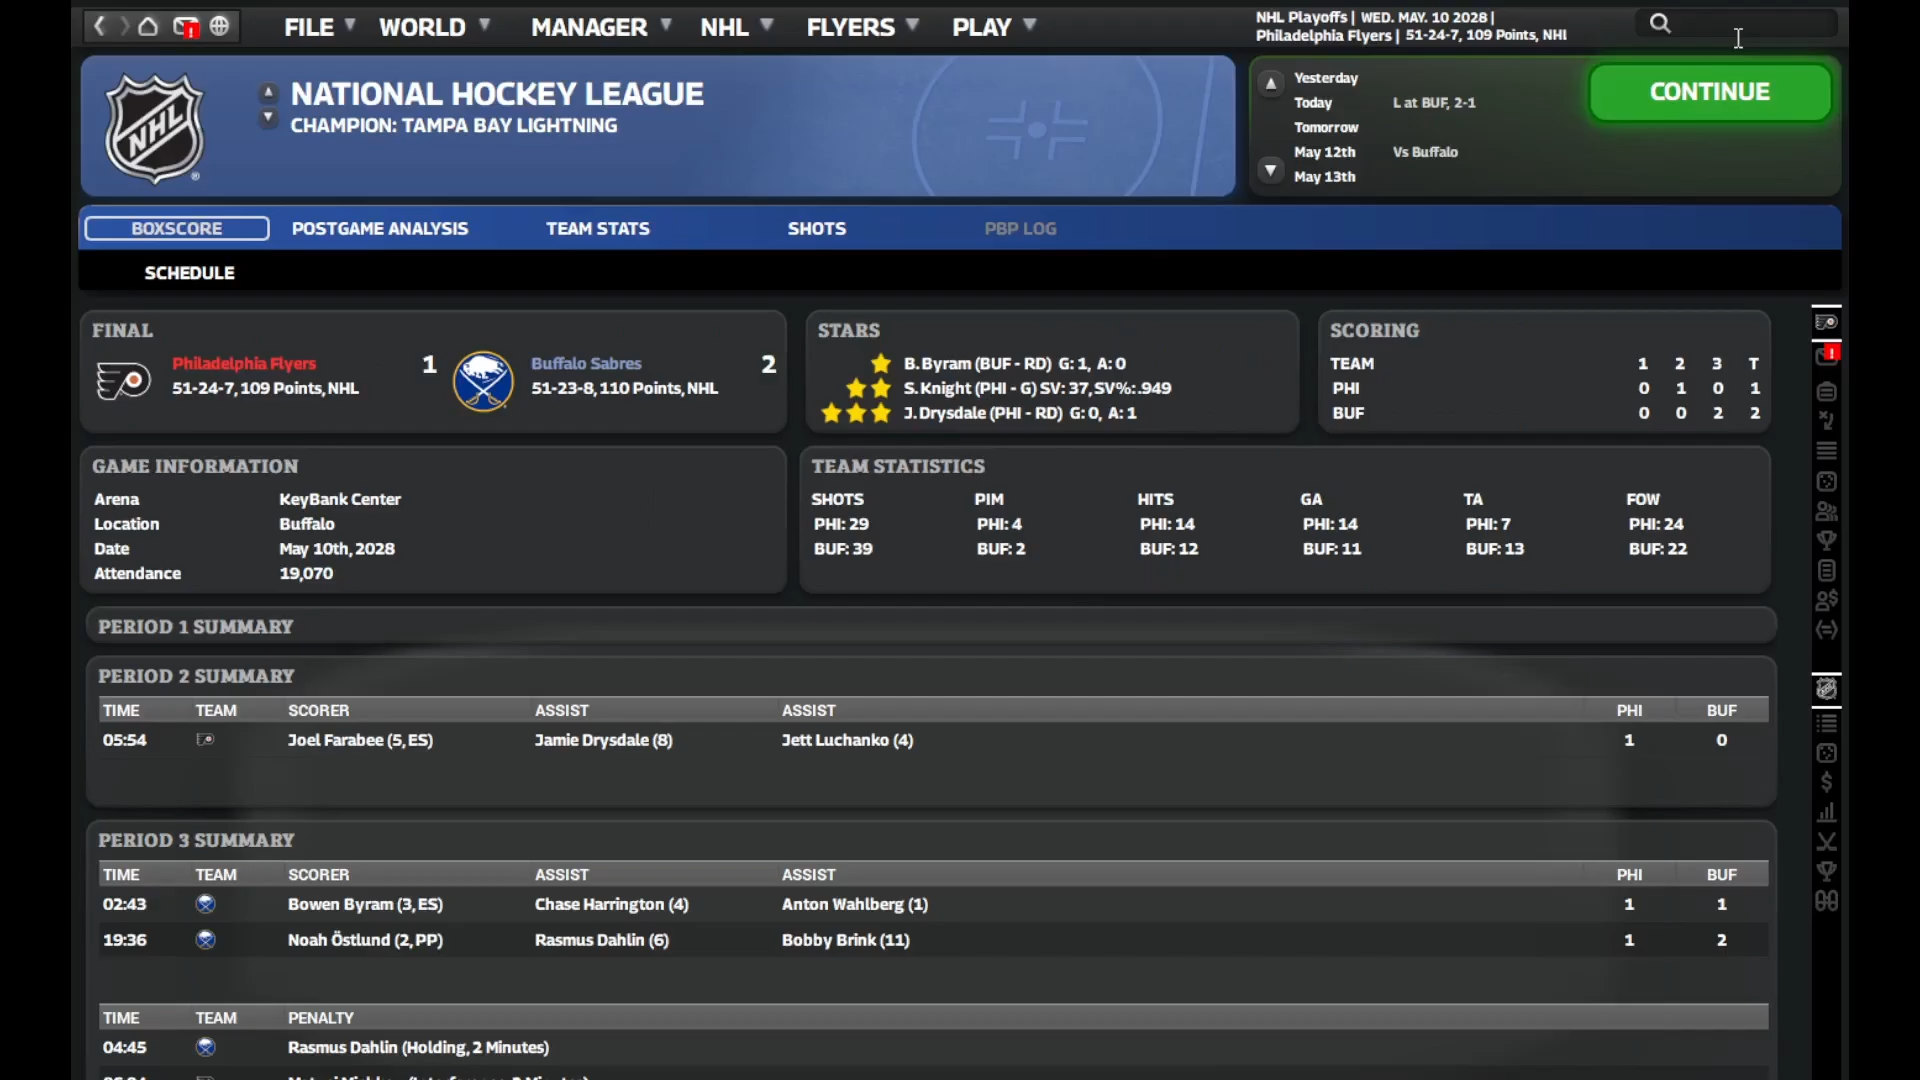 FILE WORLD MANAGER NHL FLYERS PLAY
NHL Playoffs | WED. MAY. 10 2028 |
Philadelphia Flyers | 51-24-7, 109 Points, NHl
NHL
NATIONAL HOCKEY LEAGUE
CHAMPION: TAMPA BAY LIGHTNING
Yesterday
Today L at BUF, 2-1
Tomorrow
May 12th Vs Buffalo
May 13th
CONTINUE
BOXSCORE POSTGAME ANALYSIS TEAM STATS SHOTS PBP LOG
SCHEDULE
FINAL
Philadelphia Flyers 1
51-24-7, 109 Points, NHL
Buffalo Sabres 2
51-23-8, 110 Points, NHL
STARS
B.Byram (BUF - RD) G: 1, A: 0
S.Knight (PHI - G) SV: 37, SV%: .949
J.Drysdale (PHI - RD) G: 0, A: 1
SCORING
TEAM 1 2 3 T
PHI 0 1 0 1
BUF 0 0 2 2
GAME INFORMATION
Arena KeyBank Center
Location Buffalo
Date May 10th, 2028
Attendance 19,070
TEAM STATISTICS
SHOTS PIM HITS GA TA FOW
PHI: 29 PHI: 4 PHI: 14 PHI: 14 PHI: 7 PHI: 24
BUF: 39 BUF: 2 BUF: 12 BUF: 11 BUF: 13 BUF: 22
PERIOD 1 SUMMARY
PERIOD 2 SUMMARY
TIME TEAM SCORER ASSIST ASSIST PHI BUF
05:54 Joel Farabee (5, ES) Jamie Drysdale (8) Jett Luchanko (4) 1 0
PERIOD 3 SUMMARY
TIME TEAM SCORER ASSIST ASSIST PHI BUF
02:43 Bowen Byram (3, ES) Chase Harrington (4) Anton Wahlberg (1) 1 1
19:36 Noah Östlund (2, PP) Rasmus Dahlin (6) Bobby Brink (11) 1 2
TIME TEAM PENALTY
04:45 Rasmus Dahlin (Holding, 2 Minutes)